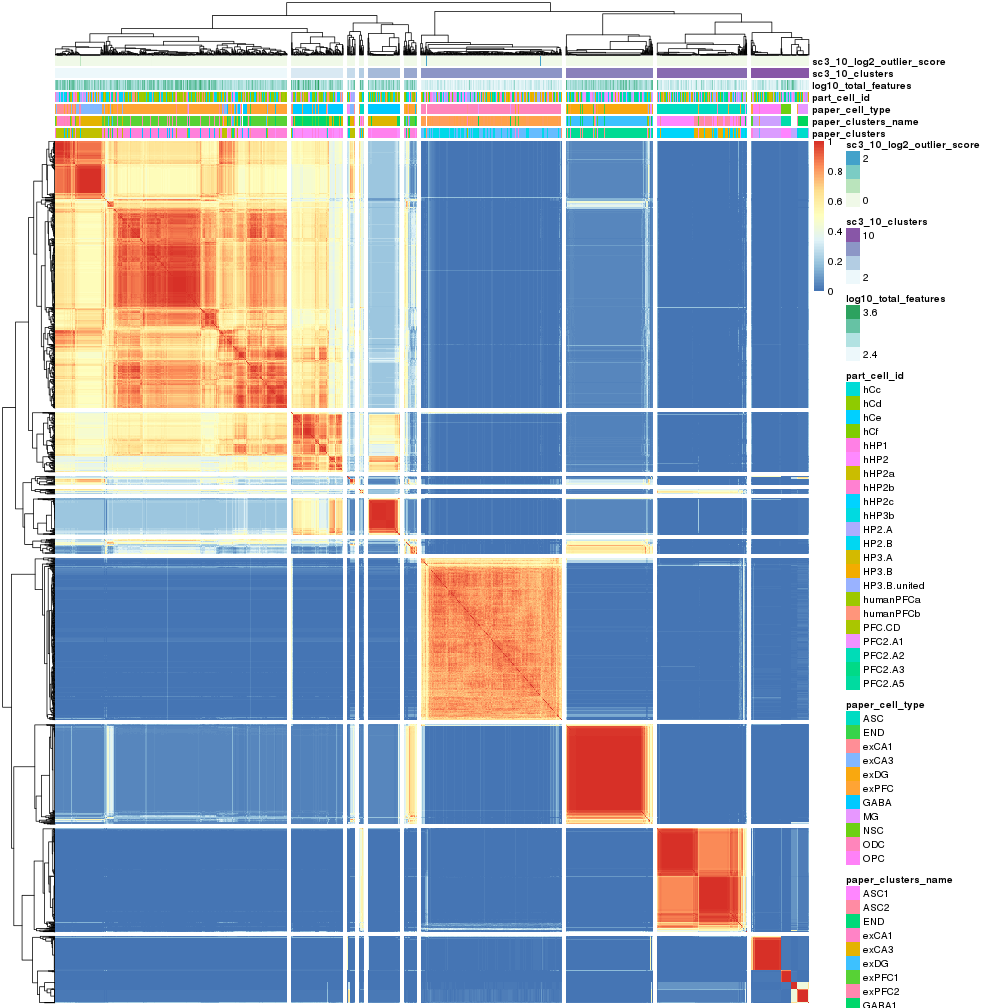 sc3_10_log2_outlier_score
sc3_10_clusters
log10_total_features
part_cell_id
paper_cell_type
paper_clusters_name
paper_clusters
1
0.8
0.6
0.4
0.2
0
sc3_10_log2_outlier_score
2
0
sc3_10_clusters
10
2
log10_total_features
3.6
2.4
part_cell_id
hCc
hCd
hCe
hCf
hHP1
hHP2
hHP2a
hHP2b
hHP2c
hHP3b
HP2.A
HP2.B
HP3.A
HP3.B
HP3.B.united
humanPFCa
humanPFCb
PFC.CD
PFC2.A1
PFC2.A2
PFC2.A3
PFC2.A5
paper_cell_type
ASC
END
exCA1
exCA3
exDG
exPFC
GABA
MG
NSC
ODC
OPC
paper_clusters_name
ASC1
ASC2
END
exCA1
exCA3
exDG
exPFC1
exPFC2
GABA1